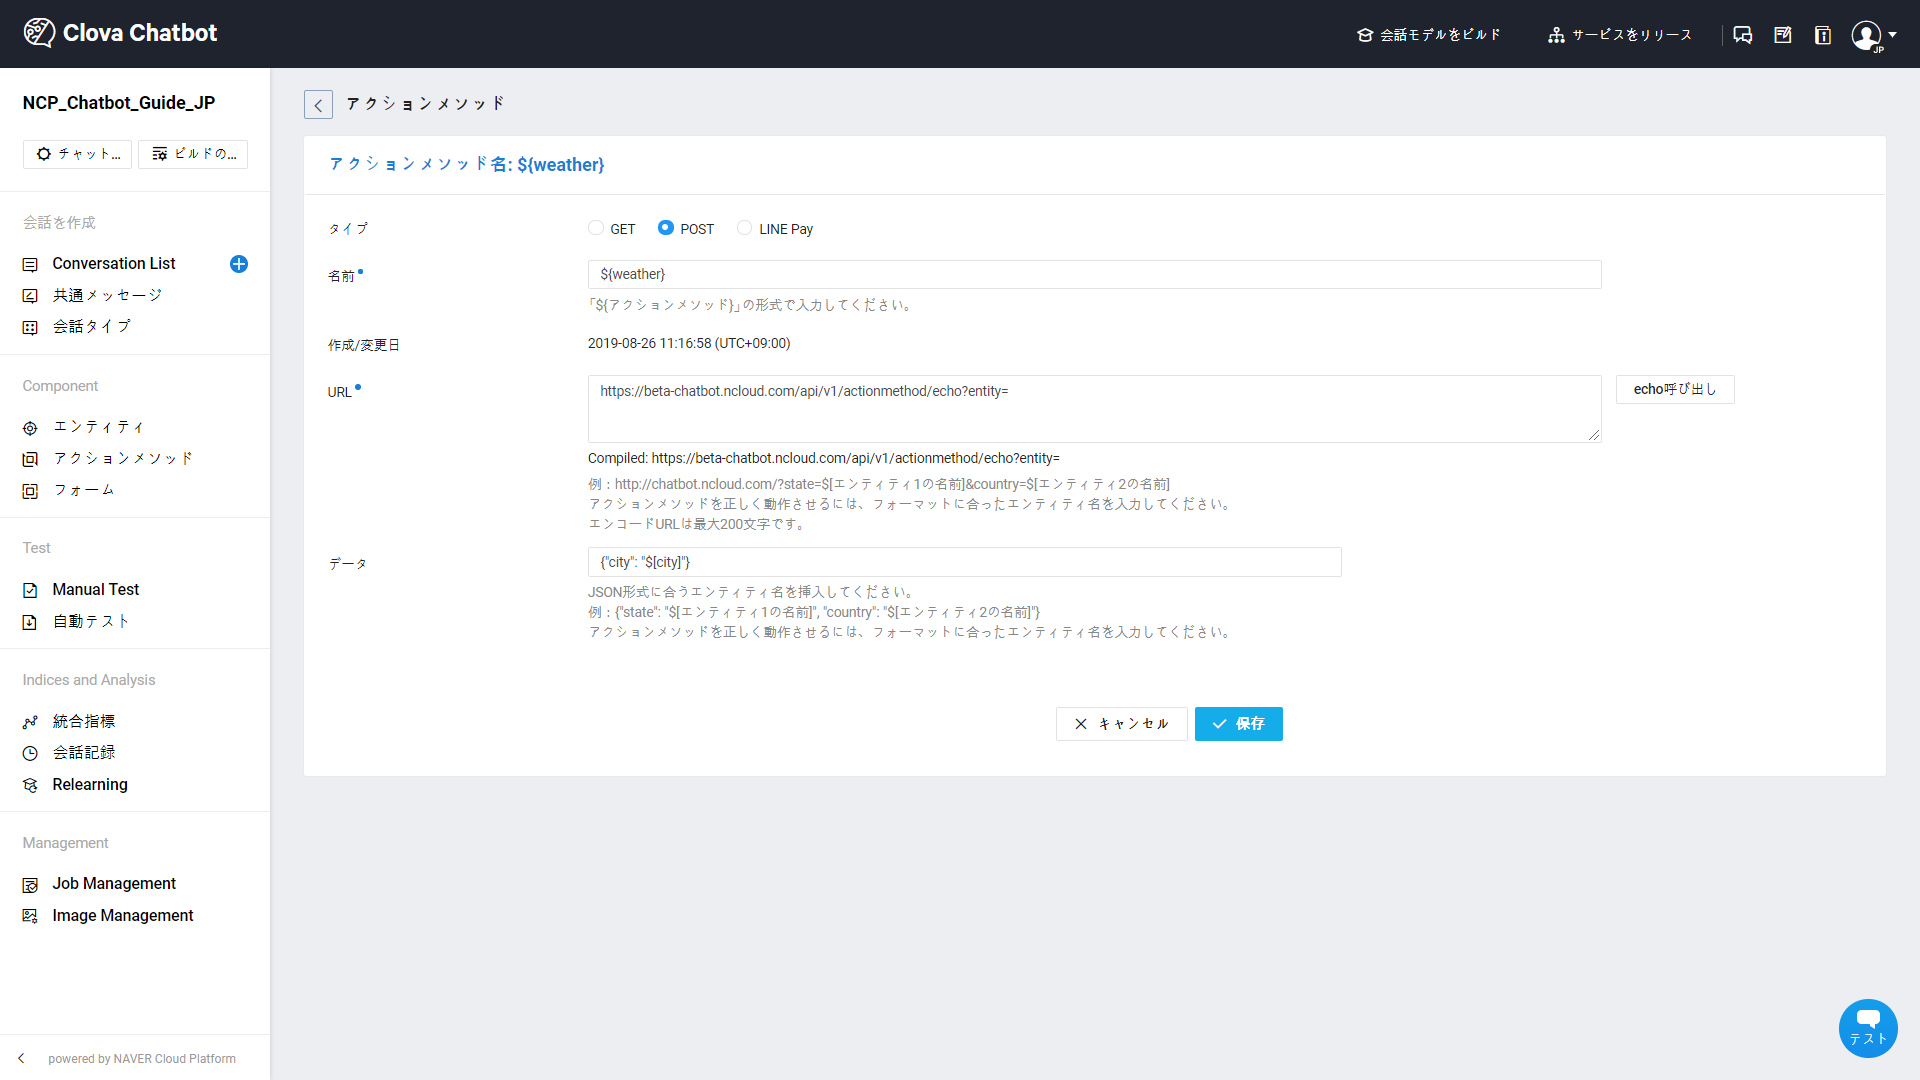 Clova Chatbot
会話モデルをビルド
サービスをリリース
JP
NCP_Chatbot_Guide_JP
チャット...
ビルドの...
会話を作成
Conversation List
共通メッセージ
会話タイプ
Component
エンティティ
アクションメソッド
フォーム
Test
Manual Test
自動テスト
Indices and Analysis
統合指標
会話記録
Relearning
Management
Job Management
Image Management
powered by NAVER Cloud Platform
アクションメソッド
アクションメソッド名: ${weather}
タイプ
GET
POST
LINE Pay
名前
${weather}
「${アクションメソッド}」の形式で入力してください。
作成/変更日
2019-08-26 11:16:58 (UTC+09:00)
URL
https://beta-chatbot.ncloud.com/api/v1/actionmethod/echo?entity=
echo呼び出し
Compiled: https://beta-chatbot.ncloud.com/api/v1/actionmethod/echo?entity=
例 : http://chatbot.ncloud.com/?state=$[エンティティ1の名前]&country=$[エンティティ2の名前]
アクションメソッドを正しく動作させるには、フォーマットに合ったエンティティ名を入力してください。
エンコードURLは最大200文字です。
データ
{"city": "$[city]"}
JSON形式に合うエンティティ名を挿入してください。
例 : {"state": "$[エンティティ1の名前]", "country": "$[エンティティ2の名前]"}
アクションメソッドを正しく動作させるには、フォーマットに合ったエンティティ名を入力してください。
キャンセル
保存
テスト